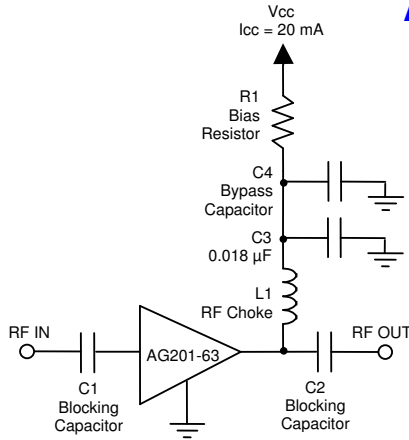 Vcc
Icc = 20 mA
R1
Bias
Resistor
C4
Bypass
Capacitor
C3
0.018 µF
L1
RF Choke
RF IN
AG201-63
RF OUT
C1
Blocking
Capacitor
C2
Blocking
Capacitor